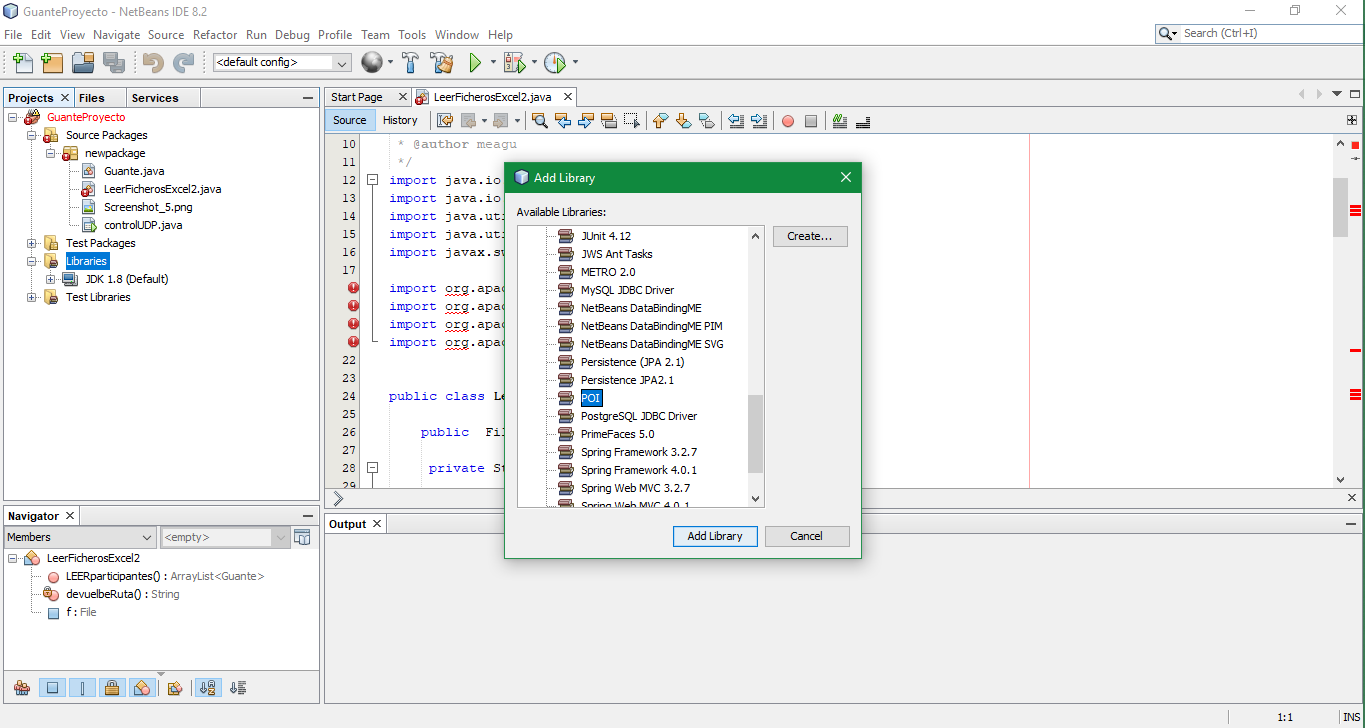 GuanteProyecto - NetBeans IDE 8.2
File Edit View Navigate Source Refactor Run Debug Profile Team Tools Window Help
Search (Ctrl+I)
<default config>
Projects Files Services
GuanteProyecto
Source Packages
newpackage
Guante.java
LeerFicherosExcel2.java
Screenshot_5.png
controlUDP.java
Test Packages
Libraries
JDK 1.8 (Default)
Test Libraries
Start Page LeerFicherosExcel2.java
Source History
10 * @author meagu
11 */
12 import java.io
13 import java.io
14 import java.uti
15 import java.uti
16 import javax.sw
17
import org.apac
import org.apac
import org.apac
import org.apac
22
23
24 public class Le
25
26 public Fil
27
28 private St
29
Add Library
Available Libraries:
JUnit 4.12
JWS Ant Tasks
METRO 2.0
MySQL JDBC Driver
NetBeans DataBindingME
NetBeans DataBindingME PIM
NetBeans DataBindingME SVG
Persistence (JPA 2.1)
Persistence JPA2.1
POI
PostgreSQL JDBC Driver
PrimeFaces 5.0
Spring Framework 3.2.7
Spring Framework 4.0.1
Spring Web MVC 3.2.7
Spring Web MVC 4.0.1
Create...
Add Library Cancel
Navigator
Members <empty>
LeerFicherosExcel2
LEERparticipantes() : ArrayList<Guante>
devuelbeRuta() : String
f : File
Output
1:1 INS